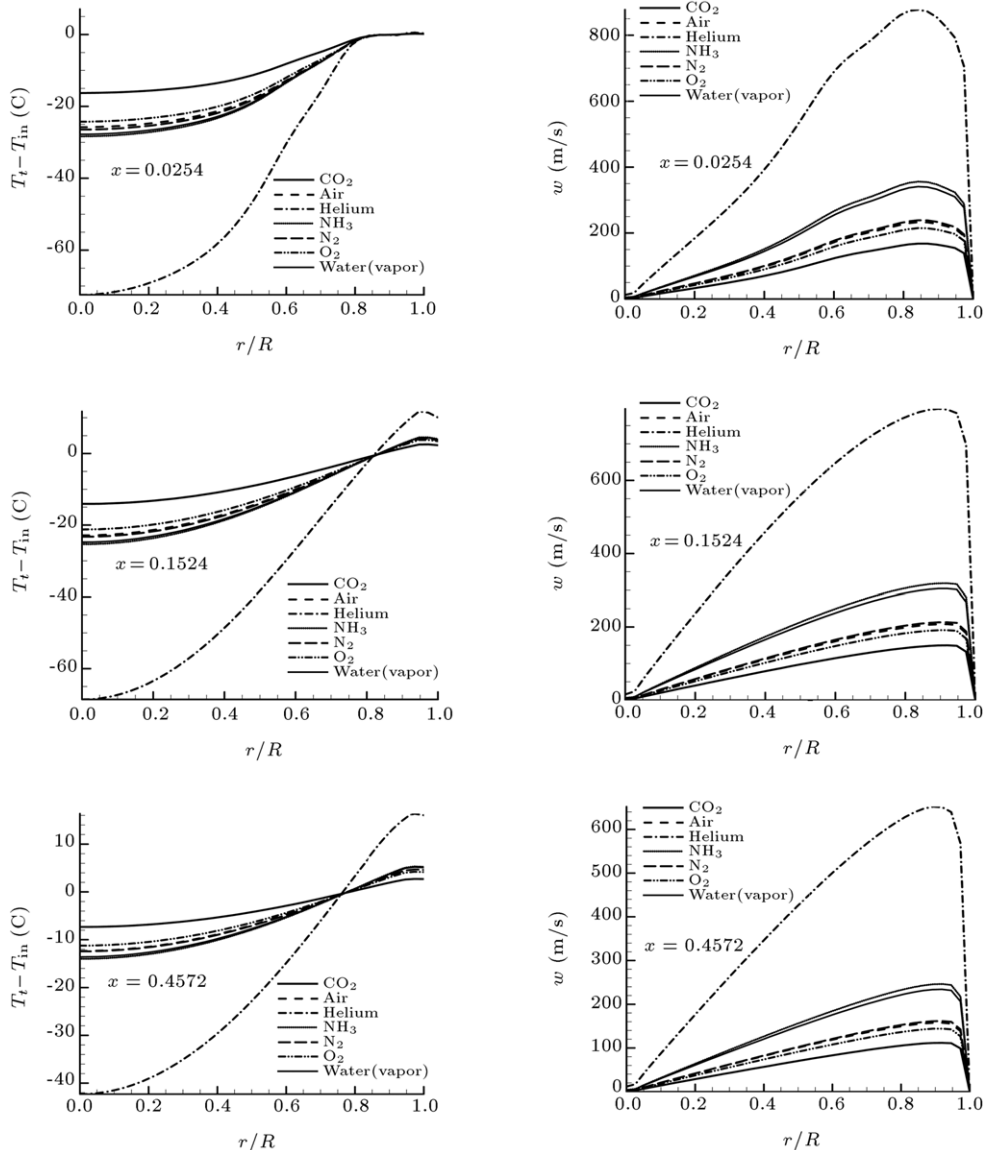 0
-20
-40
-60
T_t − T_in (C)
x = 0.0254
CO₂
Air
Helium
NH₃
N₂
O₂
Water(vapor)
0.0 0.2 0.4 0.6 0.8 1.0
r/R
800
600
400
200
0
w (m/s)
CO₂
Air
Helium
NH₃
N₂
O₂
Water(vapor)
x = 0.0254
0.0 0.2 0.4 0.6 0.8 1.0
r/R
0
-20
-40
-60
T_t − T_in (C)
x = 0.1524
CO₂
Air
Helium
NH₃
N₂
O₂
Water(vapor)
0.0 0.2 0.4 0.6 0.8 1.0
r/R
600
400
200
0
w (m/s)
CO₂
Air
Helium
NH₃
N₂
O₂
Water(vapor)
x = 0.1524
0.0 0.2 0.4 0.6 0.8 1.0
r/R
10
0
-10
-20
-30
-40
T_t − T_in (C)
x = 0.4572
CO₂
Air
Helium
NH₃
N₂
O₂
Water(vapor)
0.0 0.2 0.4 0.6 0.8 1.0
r/R
600
500
400
300
200
100
0
w (m/s)
CO₂
Air
Helium
NH₃
N₂
O₂
Water(vapor)
x = 0.4572
0.0 0.2 0.4 0.6 0.8 1.0
r/R